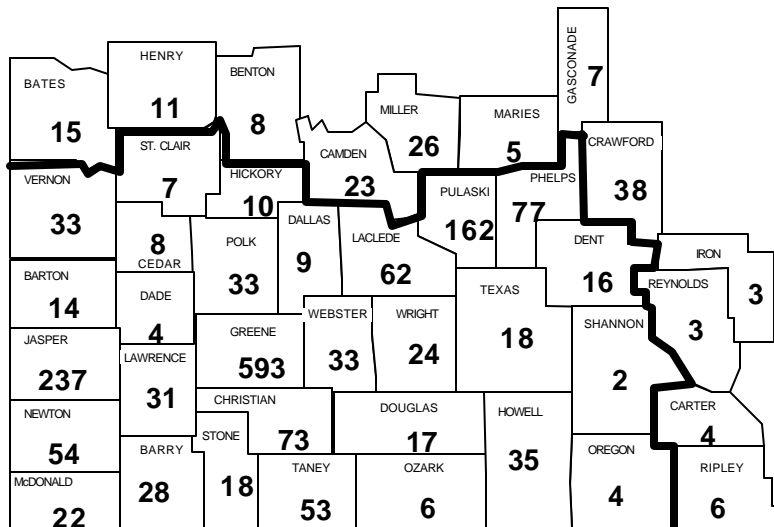 GASCONADE
7
HENRY
11
BENTON
8
BATES
15
MILLER
26
MARIES
5
CRAWFORD
38
ST. CLAIR
7
CAMDEN
23
VERNON
33
HICKORY
10
PULASKI
162
PHELPS
77
DALLAS
9
8
CEDAR
POLK
33
LACLEDE
62
DENT
16
IRON
3
BARTON
14
DADE
4
TEXAS
18
REYNOLDS
3
GREENE
593
WEBSTER
33
WRIGHT
24
SHANNON
2
JASPER
237
LAWRENCE
31
CHRISTIAN
73
DOUGLAS
17
HOWELL
35
CARTER
4
NEWTON
54
BARRY
28
STONE
18
TANEY
53
OZARK
6
OREGON
4
RIPLEY
6
McDONALD
22